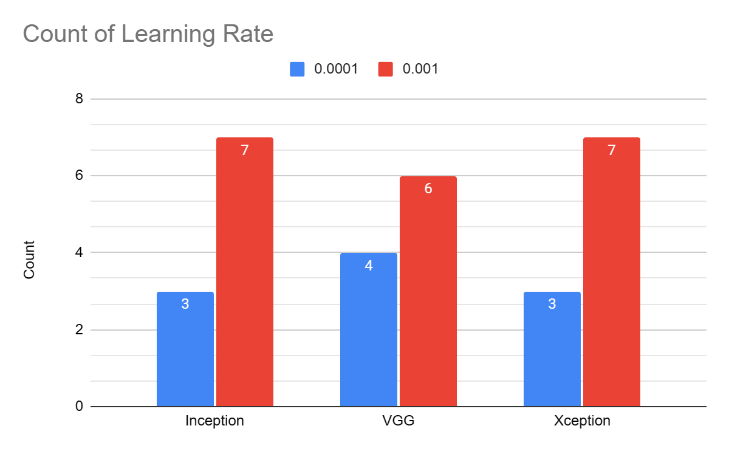 Count of Learning Rate
0.0001 0.001
8
7 7
6 6
4 4
Count
3 3
2
0
Inception VGG Xception